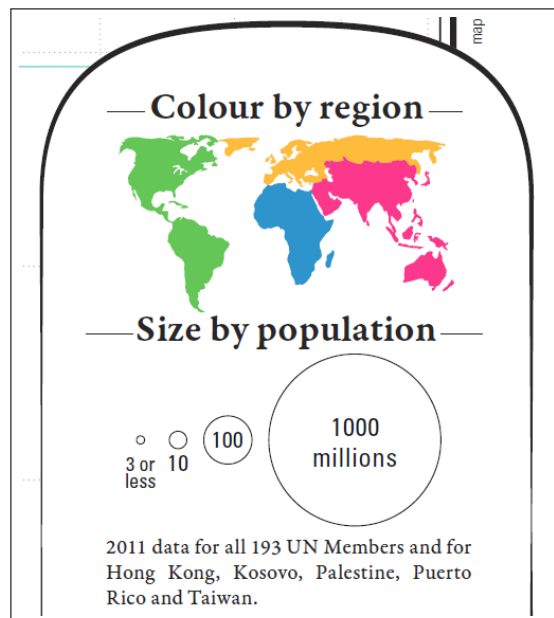 map
Colour by region
Size by population
3 or
less
10
100
1000
millions
2011 data for all 193 UN Members and for
Hong Kong, Kosovo, Palestine, Puerto
Rico and Taiwan.